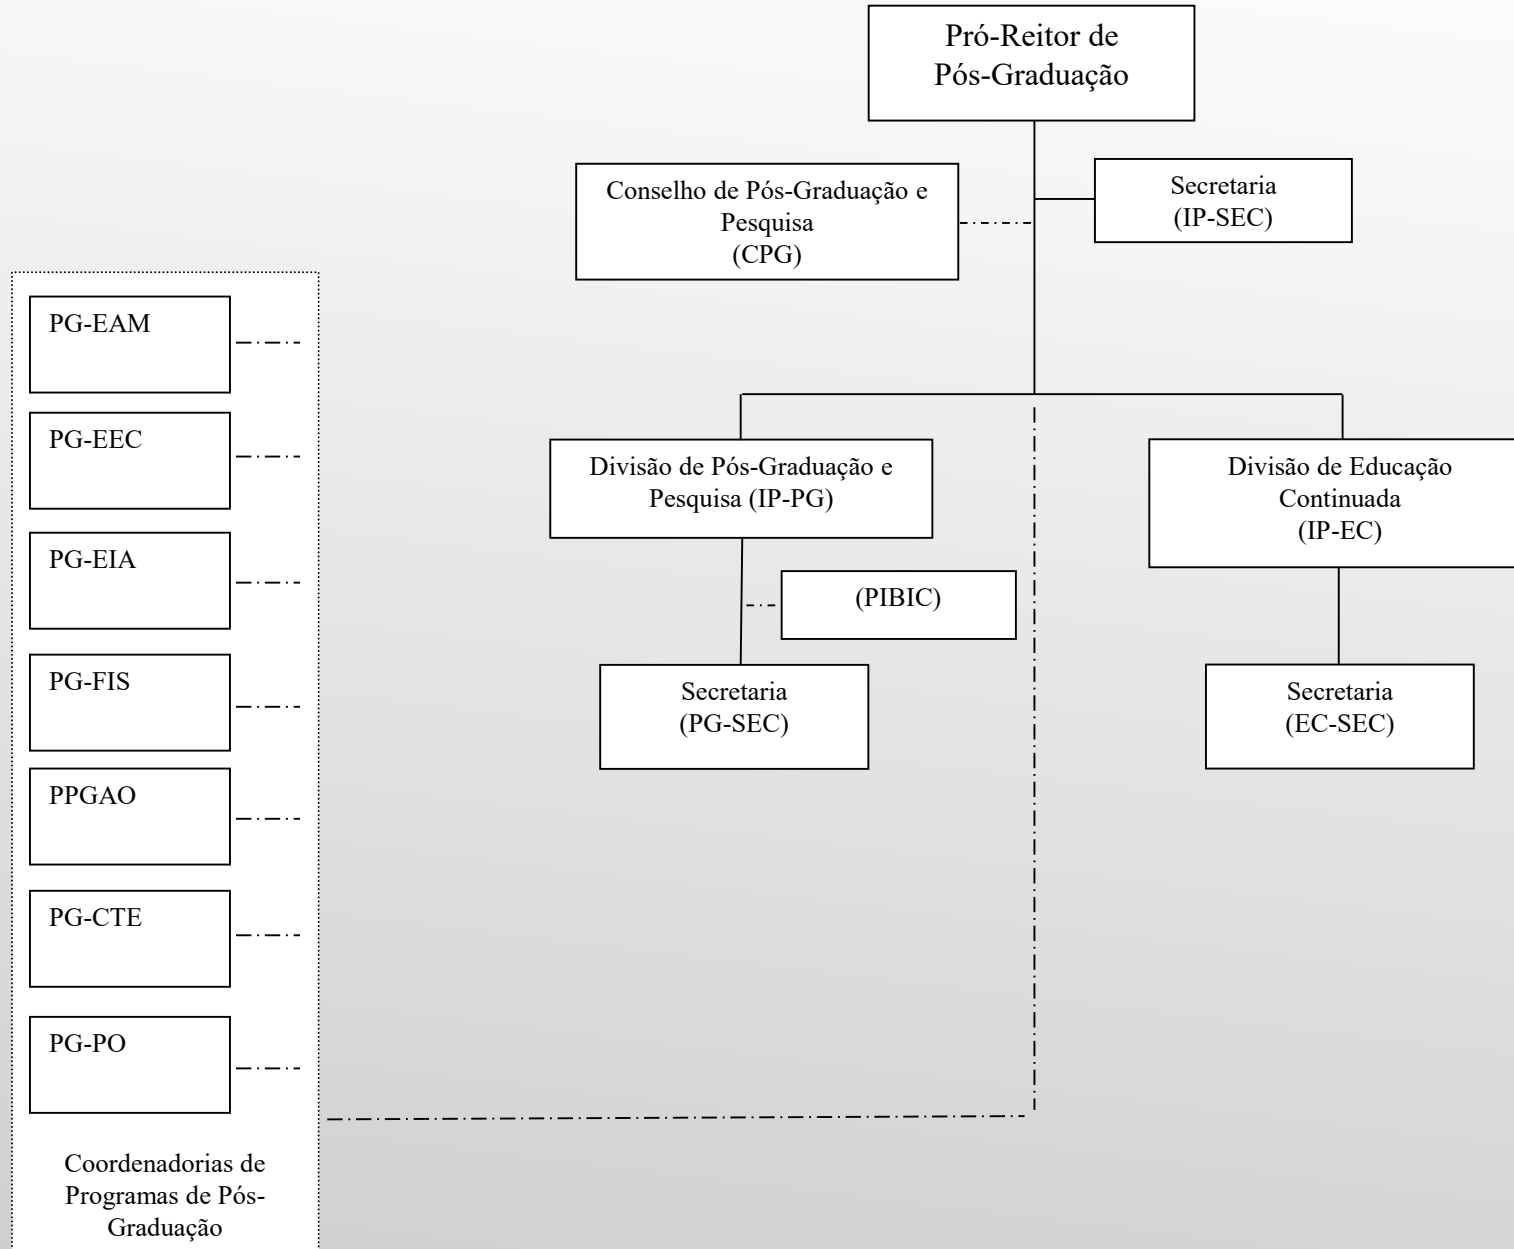 Pró-Reitor de
Pós-Graduação
Conselho de Pós-Graduação e
Pesquisa
(CPG)
Secretaria
(IP-SEC)
PG-EAM
PG-EEC
PG-EIA
PG-FIS
PPGAO
PG-CTE
PG-PO
Coordenadorias de
Programas de Pós-
Graduação
Divisão de Pós-Graduação e
Pesquisa (IP-PG)
(PIBIC)
Secretaria
(PG-SEC)
Divisão de Educação
Continuada
(IP-EC)
Secretaria
(EC-SEC)